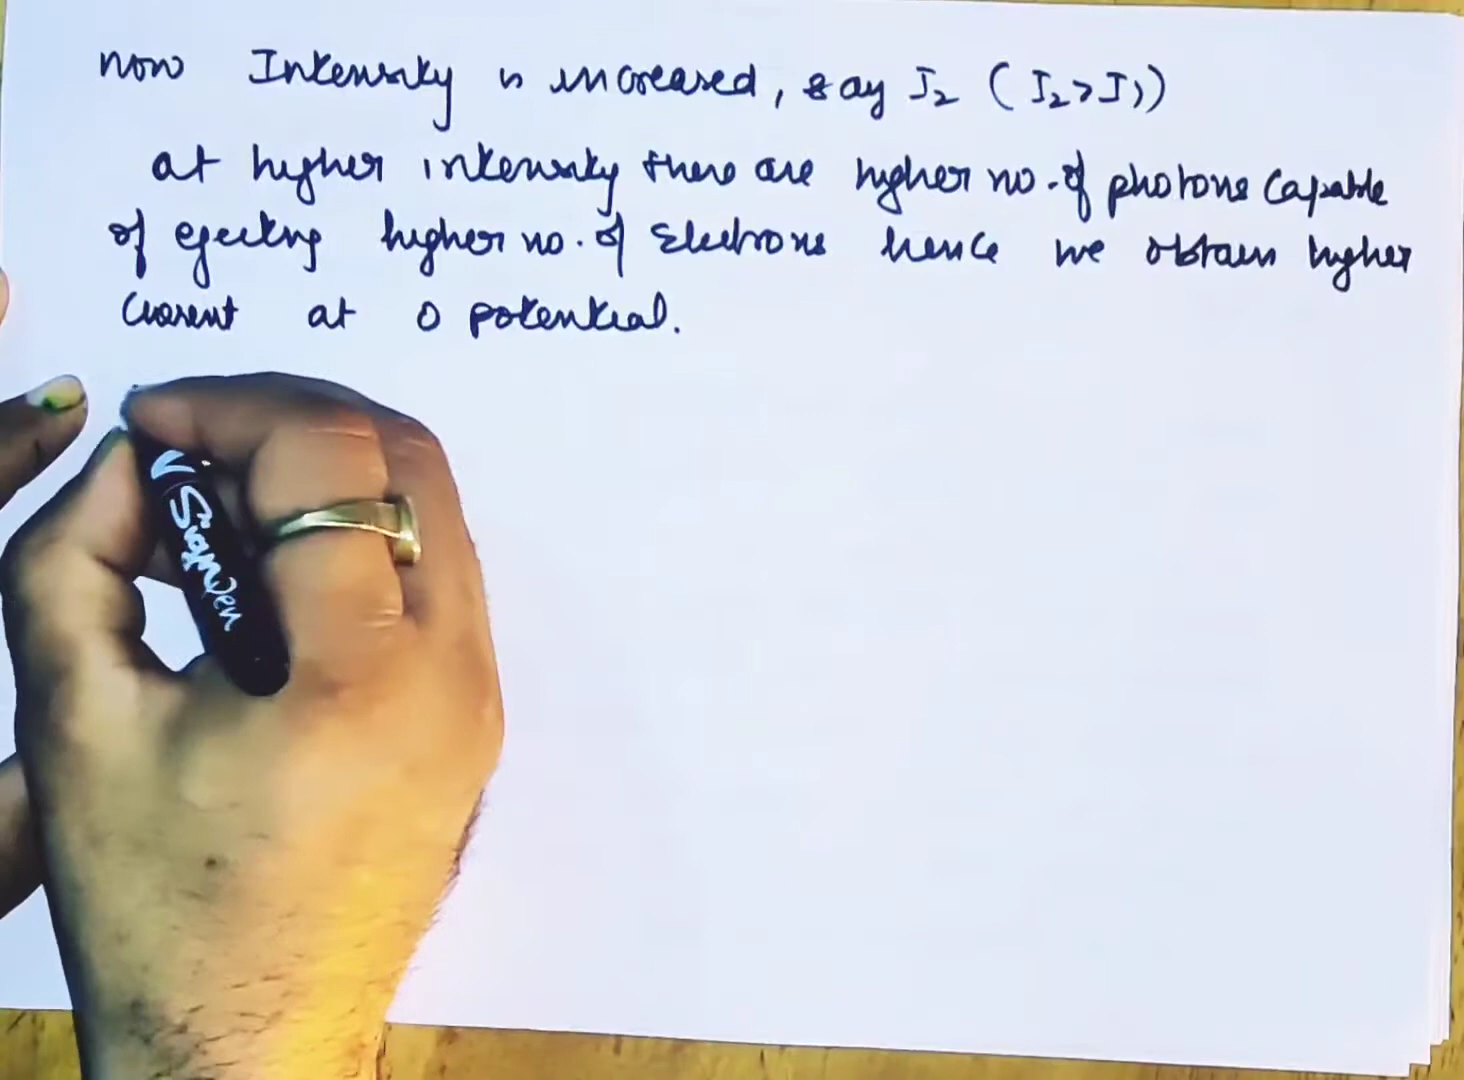 now Intensity is increased, say I2 (I2>I1)
at higher intensity there are higher no. of photons capable
of ejecting higher no. of Electrons hence we obtain higher
current at 0 potential.